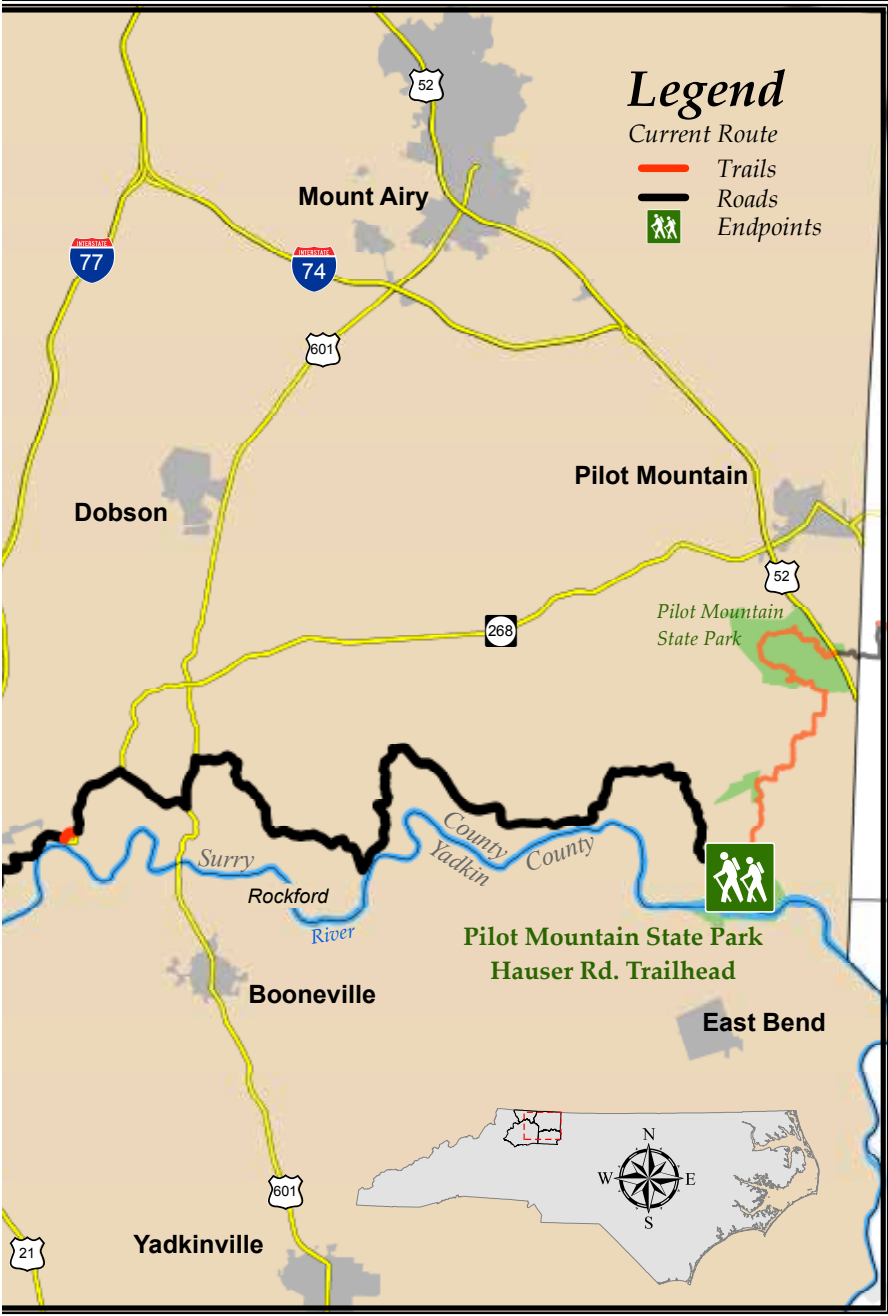 52
Legend
Current Route
Trails
Roads
Endpoints
Mount Airy
INTERSTATE
77
INTERSTATE
74
601
Pilot Mountain
Dobson
52
Pilot Mountain
State Park
268
County
Yadkin
County
Surry
Rockford
River
Pilot Mountain State Park
Hauser Rd. Trailhead
Booneville
East Bend
N
W
E
S
601
Yadkinville
21